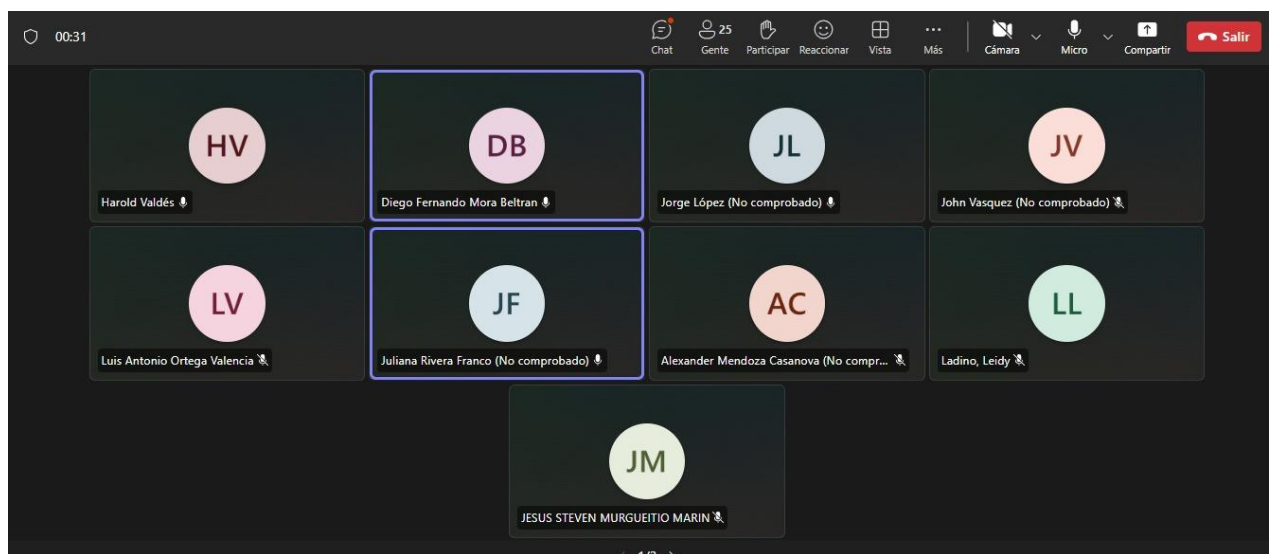 00:31
25
Chat
Gente
Participar
Reaccionar
Vista
Más
Cámara
Micro
Compartir
Salir
HV
Harold Valdés
DB
Diego Fernando Mora Beltran
JL
Jorge López (No comprobado)
JV
John Vasquez (No comprobado)
LV
Luis Antonio Ortega Valencia
JF
Juliana Rivera Franco (No comprobado)
AC
Alexander Mendoza Casanova (No compr...
LL
Ladino, Leidy
JM
JESUS STEVEN MURGUEITIO MARIN